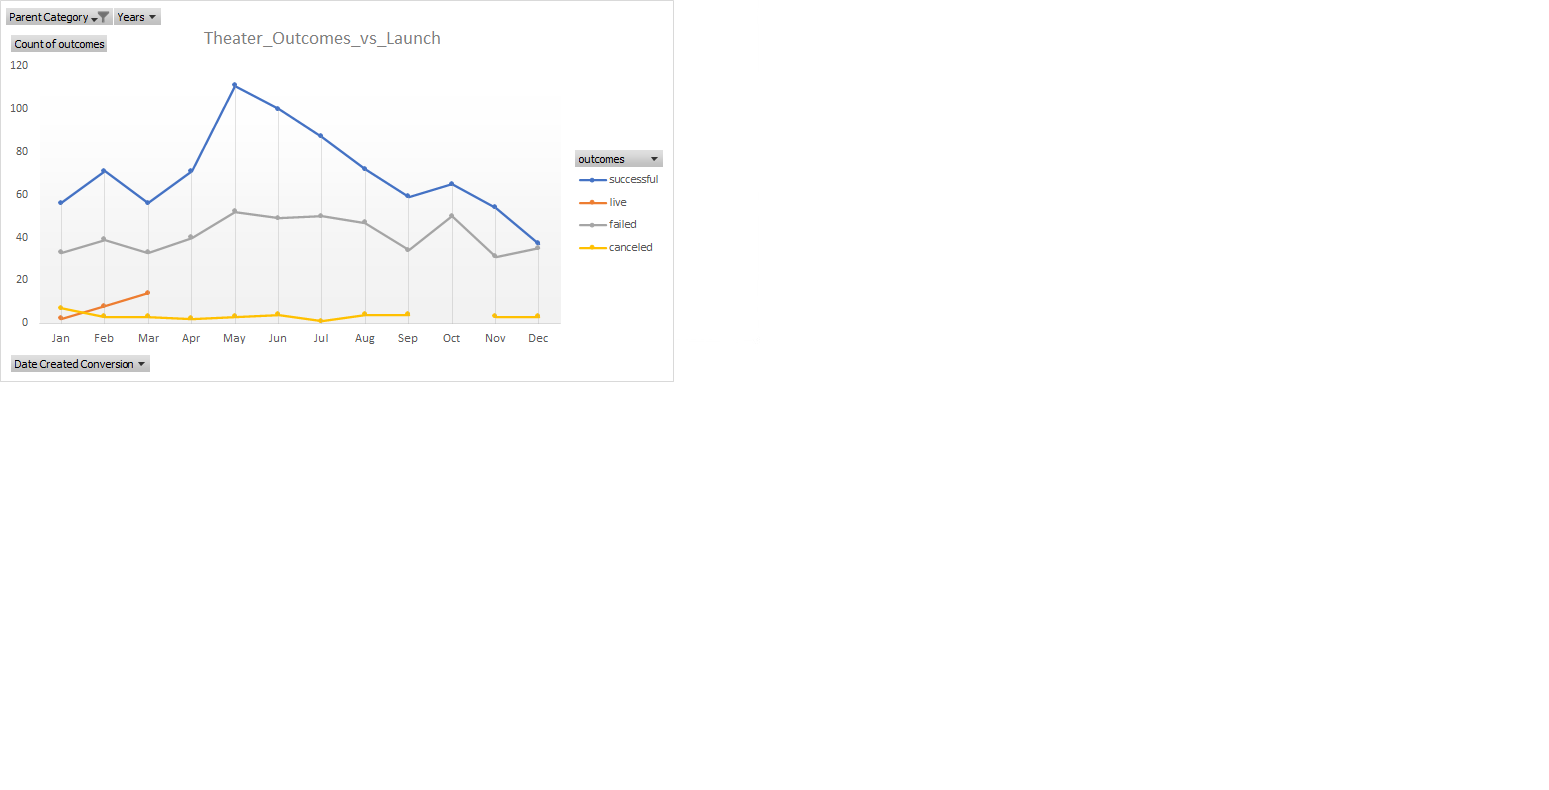 Parent Category Years
Count of outcomes
Theater_Outcomes_vs_Launch
120
100
80
60
40
20
0
Jan Feb Mar Apr May Jun Jul Aug Sep Oct Nov Dec
outcomes
successful
live
failed
canceled
Date Created Conversion